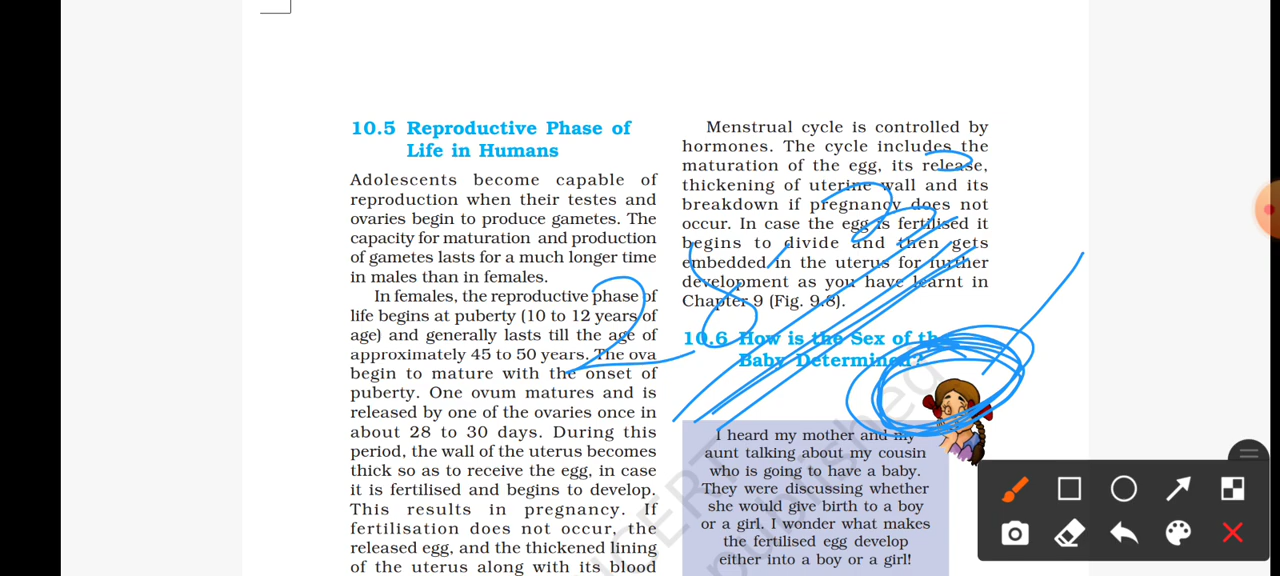 10.5 Reproductive Phase of
Life in Humans
Adolescents become capable of
reproduction when their testes and
ovaries begin to produce gametes. The
capacity for maturation and production
of gametes lasts for a much longer time
in males than in females.
In females, the reproductive phase of
life begins at puberty (10 to 12 years of
age) and generally lasts till the age of
approximately 45 to 50 years. The ova
begin to mature with the onset of
puberty. One ovum matures and is
released by one of the ovaries once in
about 28 to 30 days. During this
period, the wall of the uterus becomes
thick so as to receive the egg, in case
it is fertilised and begins to develop.
This results in pregnancy. If
fertilisation does not occur, the
released egg, and the thickened lining
of the uterus along with its blood
Menstrual cycle is controlled by
hormones. The cycle includes the
maturation of the egg, its release,
thickening of uterine wall and its
breakdown if pregnancy does not
occur. In case the egg is fertilised it
begins to divide and then gets
embedded in the uterus for further
development as you have learnt in
Chapter 9 (Fig. 9.8).
10.6 How is the Sex of the
Baby Determined?
I heard my mother and my
aunt talking about my cousin
who is going to have a baby.
They were discussing whether
she would give birth to a boy
or a girl. I wonder what makes
the fertilised egg develop
either into a boy or a girl!
28